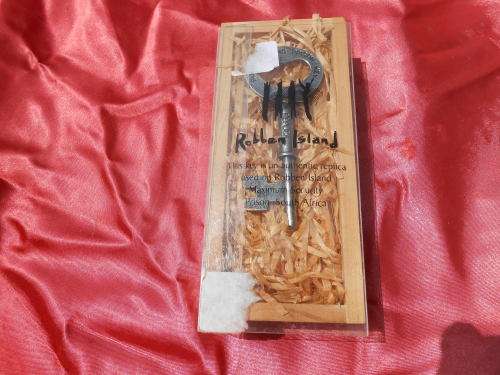 Robben Island
This key is an authentic replica
used on Robben Island
Maximum Security
Prison South Africa